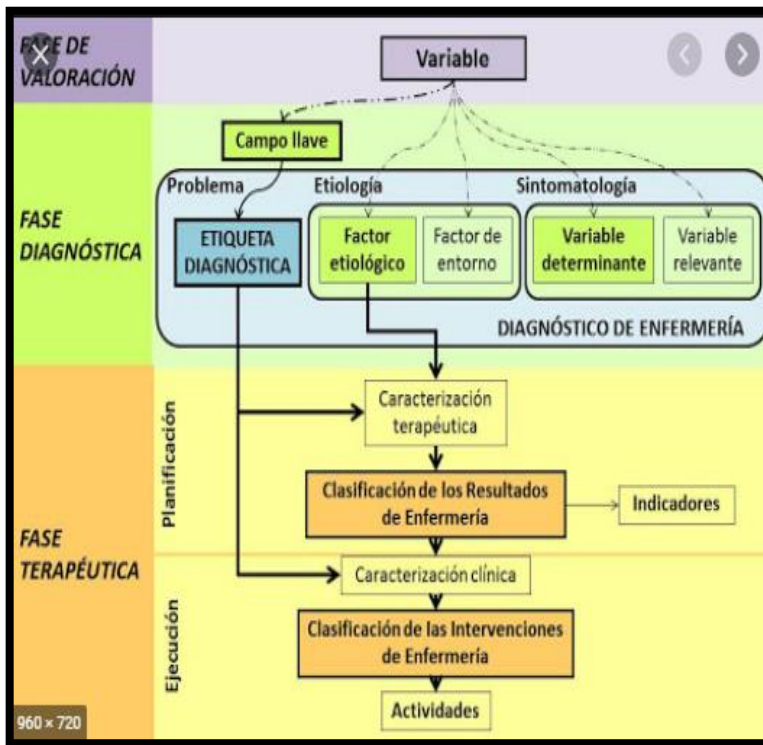 FASE DE
VALORACIÓN
Variable
Campo llave
FASE
DIAGNÓSTICA
Problema
Etiología
Sintomatología
ETIQUETA
DIAGNÓSTICA
Factor
etiológico
Factor de
entorno
Variable
determinante
Variable
relevante
DIAGNÓSTICO DE ENFERMERÍA
FASE
TERAPÉUTICA
Planificación
Caracterización
terapéutica
Clasificación de los Resultados
de Enfermería
Indicadores
Ejecución
Caracterización clínica
Clasificación de las Intervenciones
de Enfermería
Actividades
960 × 720